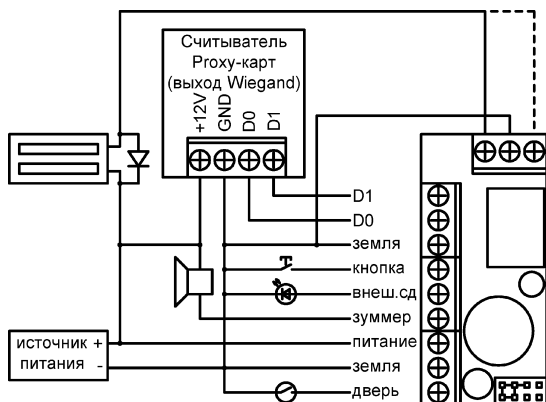 Считыватель
Proxy-карт
(выход Wiegand)
+12V
GND
D0
D1
D1
D0
земля
кнопка
внеш.сд
зуммер
питание
земля
дверь
источник +
питания -